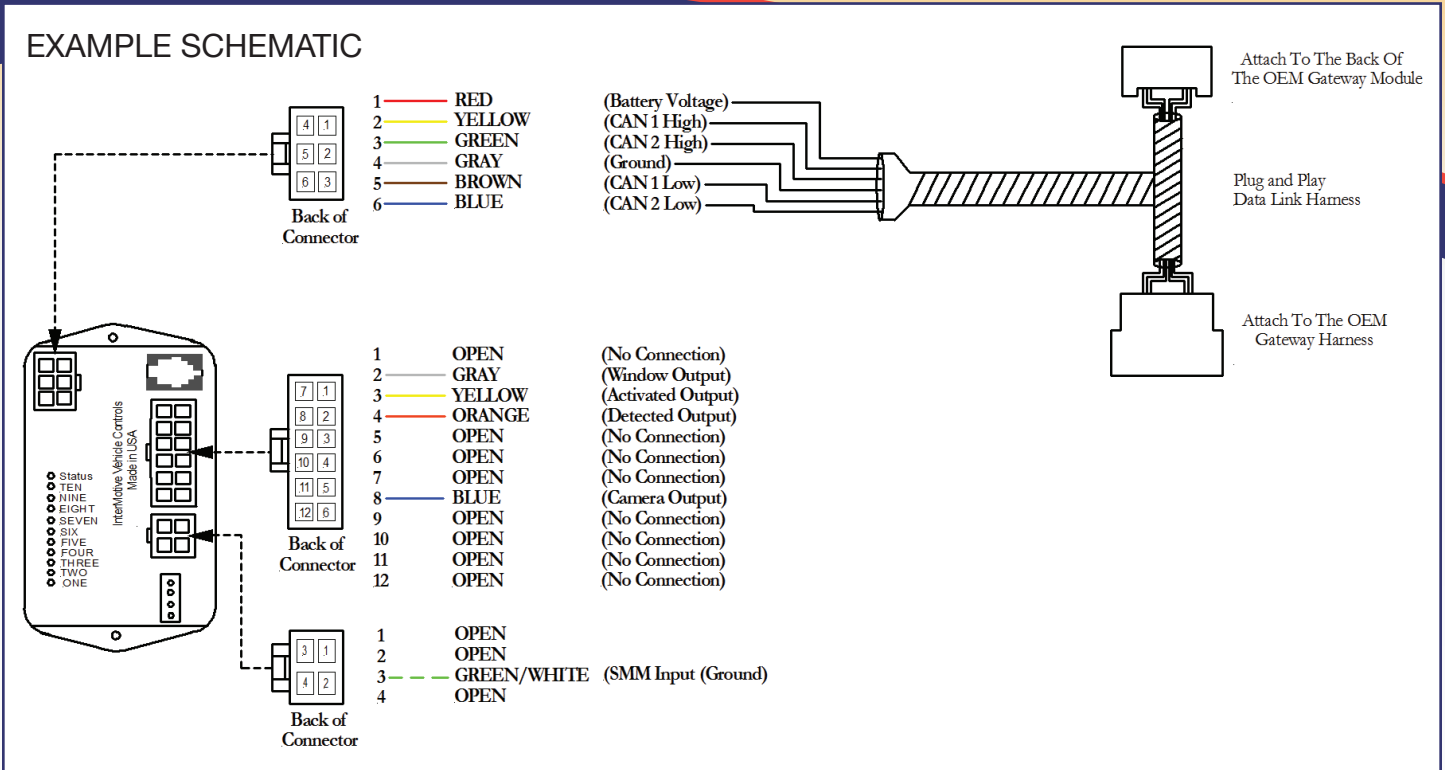 EXAMPLE SCHEMATIC
Attach To The Back Of
The OEM Gateway Module
1 RED (Battery Voltage)
2 YELLOW (CAN 1 High)
3 GREEN (CAN 2 High)
4 GRAY (Ground)
5 BROWN (CAN 1 Low)
6 BLUE (CAN 2 Low)
4 1
5 2
6 3
Back of
Connector
Plug and Play
Data Link Harness
Attach To The OEM
Gateway Harness
1 OPEN (No Connection)
2 GRAY (Window Output)
3 YELLOW (Activated Output)
4 ORANGE (Detected Output)
5 OPEN (No Connection)
6 OPEN (No Connection)
7 OPEN (No Connection)
8 BLUE (Camera Output)
9 OPEN (No Connection)
10 OPEN (No Connection)
11 OPEN (No Connection)
12 OPEN (No Connection)
7 1
8 2
9 3
10 4
11 5
12 6
Back of
Connector
InterMotive Vehicle Controls
Made in USA
Status
TEN
NINE
EIGHT
SEVEN
SIX
FIVE
FOUR
THREE
TWO
ONE
1 OPEN
2 OPEN
3 GREEN/WHITE (SMM Input (Ground)
4 OPEN
3 1
4 2
Back of
Connector